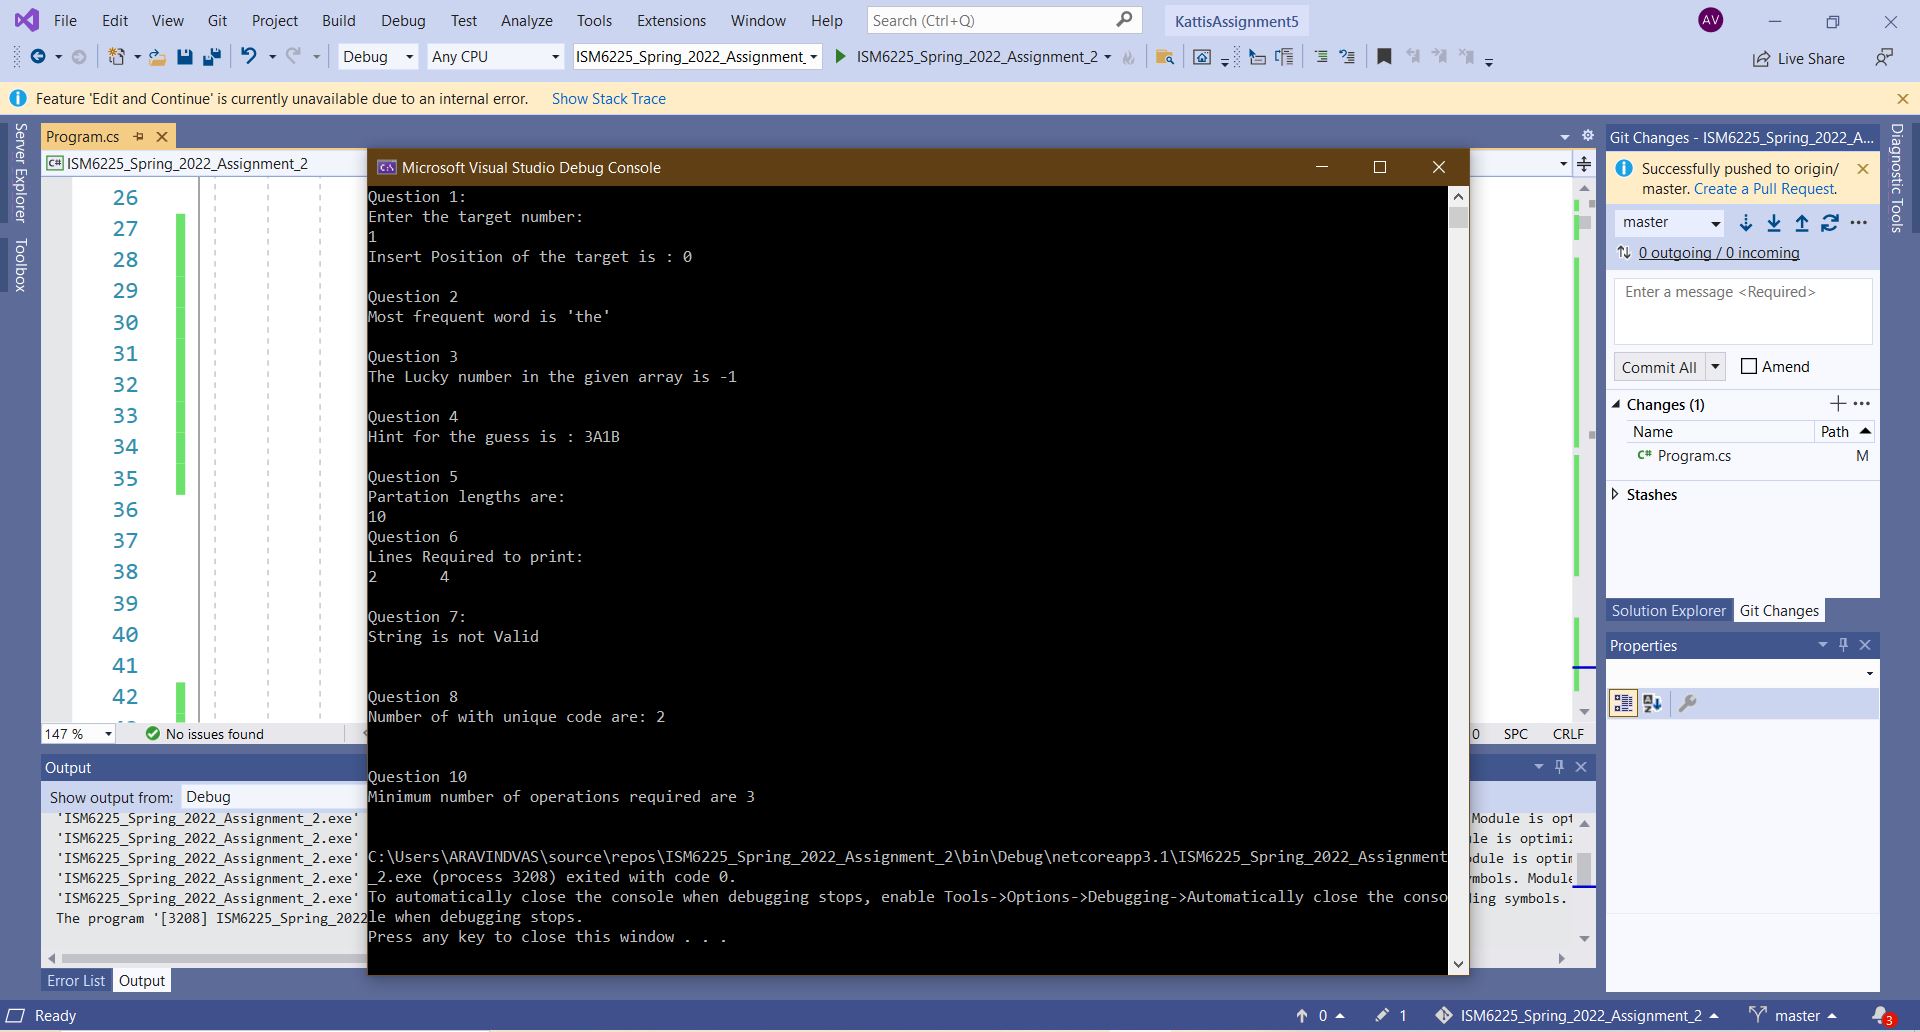 File Edit View Git Project Build Debug Test Analyze Tools Extensions Window Help Search (Ctrl+Q) KattisAssignment5 AV
Debug Any CPU ISM6225_Spring_2022_Assignment_ ISM6225_Spring_2022_Assignment_2 Live Share
Feature 'Edit and Continue' is currently unavailable due to an internal error. Show Stack Trace
Server Explorer
Toolbox
Program.cs
C# ISM6225_Spring_2022_Assignment_2
26
27
28
29
30
31
32
33
34
35
36
37
38
39
40
41
42
147 % No issues found
0 SPC CRLF
Microsoft Visual Studio Debug Console
Question 1:
Enter the target number:
1
Insert Position of the target is : 0
Question 2
Most frequent word is 'the'
Question 3
The Lucky number in the given array is -1
Question 4
Hint for the guess is : 3A1B
Question 5
Partation lengths are:
10
Question 6
Lines Required to print:
2 4
Question 7:
String is not Valid
Question 8
Number of with unique code are: 2
Question 10
Minimum number of operations required are 3
C:\Users\ARAVINDVAS\source\repos\ISM6225_Spring_2022_Assignment_2\bin\Debug\netcoreapp3.1\ISM6225_Spring_2022_Assignment
_2.exe (process 3208) exited with code 0.
To automatically close the console when debugging stops, enable Tools->Options->Debugging->Automatically close the conso
le when debugging stops.
Press any key to close this window . . .
Output
Show output from: Debug
'ISM6225_Spring_2022_Assignment_2.exe' Module is opt
'ISM6225_Spring_2022_Assignment_2.exe' le is optimiz
'ISM6225_Spring_2022_Assignment_2.exe' dule is optim
'ISM6225_Spring_2022_Assignment_2.exe' mbols. Module
'ISM6225_Spring_2022_Assignment_2.exe' ing symbols.
The program '[3208] ISM6225_Spring_2022
Error List Output
Git Changes - ISM6225_Spring_2022_A...
Successfully pushed to origin/
master. Create a Pull Request.
master
0 outgoing / 0 incoming
Enter a message <Required>
Commit All Amend
Changes (1)
Name Path
C# Program.cs M
Stashes
Solution Explorer Git Changes
Properties
Diagnostic Tools
Ready 0 1 ISM6225_Spring_2022_Assignment_2 master 3